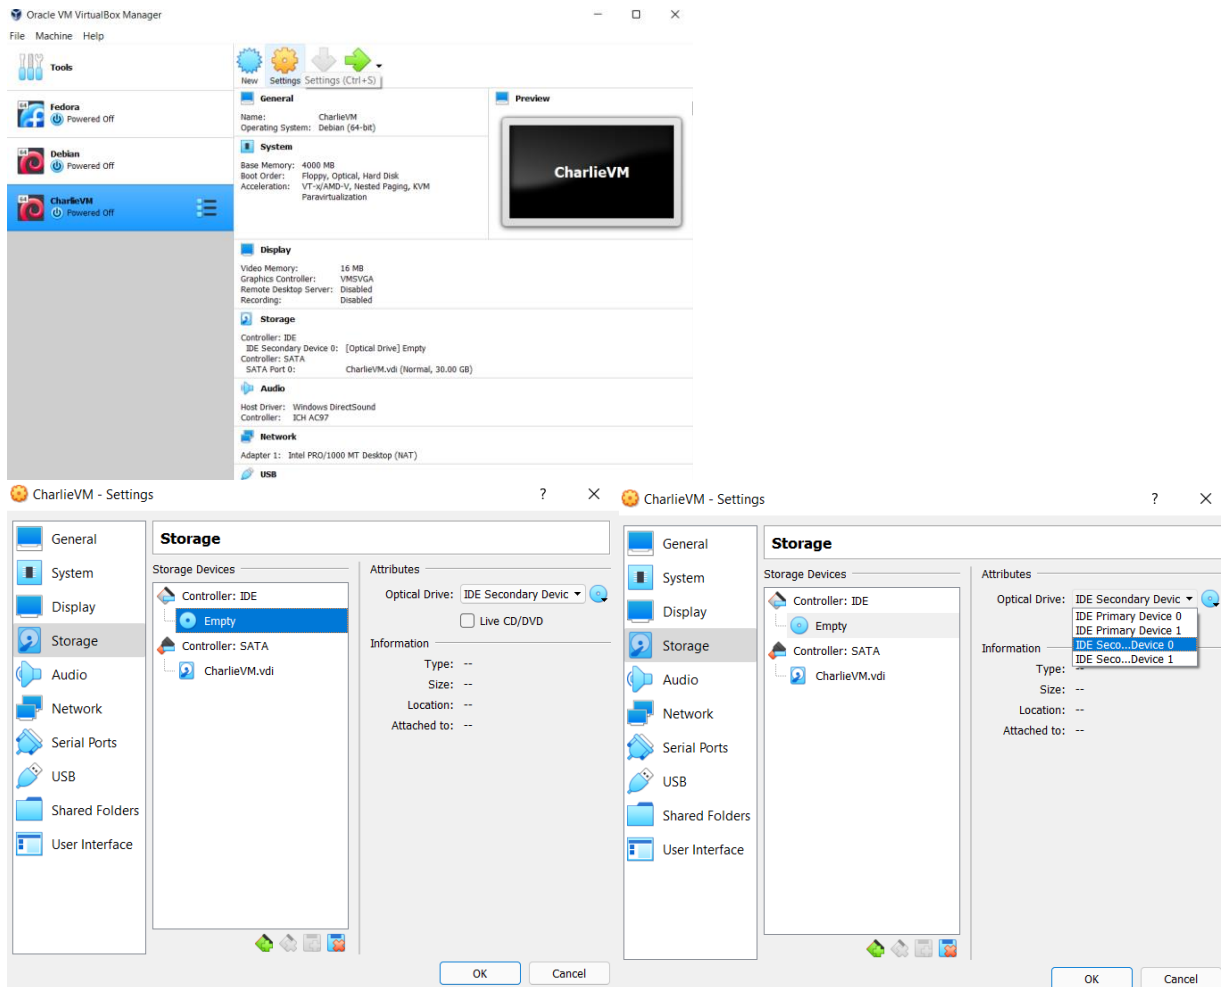 Oracle VM VirtualBox Manager
File Machine Help
Tools
New Settings Settings (Ctrl+S)
64 Fedora
Powered Off
64 Debian
Powered Off
64 CharlieVM
Powered Off
General
Name: CharlieVM
Operating System: Debian (64-bit)
System
Base Memory: 4000 MB
Boot Order: Floppy, Optical, Hard Disk
Acceleration: VT-x/AMD-V, Nested Paging, KVM
Paravirtualization
Preview
CharlieVM
Display
Video Memory: 16 MB
Graphics Controller: VMSVGA
Remote Desktop Server: Disabled
Recording: Disabled
Storage
Controller: IDE
IDE Secondary Device 0: [Optical Drive] Empty
Controller: SATA
SATA Port 0: CharlieVM.vdi (Normal, 30.00 GB)
Audio
Host Driver: Windows DirectSound
Controller: ICH AC97
Network
Adapter 1: Intel PRO/1000 MT Desktop (NAT)
USB
CharlieVM - Settings ?
General
System
Display
Storage
Audio
Network
Serial Ports
USB
Shared Folders
User Interface
Storage
Storage Devices
Controller: IDE
Empty
Controller: SATA
CharlieVM.vdi
Attributes
Optical Drive: IDE Secondary Devic
Live CD/DVD
Information
Type: --
Size: --
Location: --
Attached to: --
OK Cancel
CharlieVM - Settings ?
General
System
Display
Storage
Audio
Network
Serial Ports
USB
Shared Folders
User Interface
Storage
Storage Devices
Controller: IDE
Empty
Controller: SATA
CharlieVM.vdi
Attributes
Optical Drive: IDE Secondary Devic
IDE Primary Device 0
IDE Primary Device 1
IDE Seco...Device 0
IDE Seco...Device 1
Information
Type: --
Size: --
Location: --
Attached to: --
OK Cancel